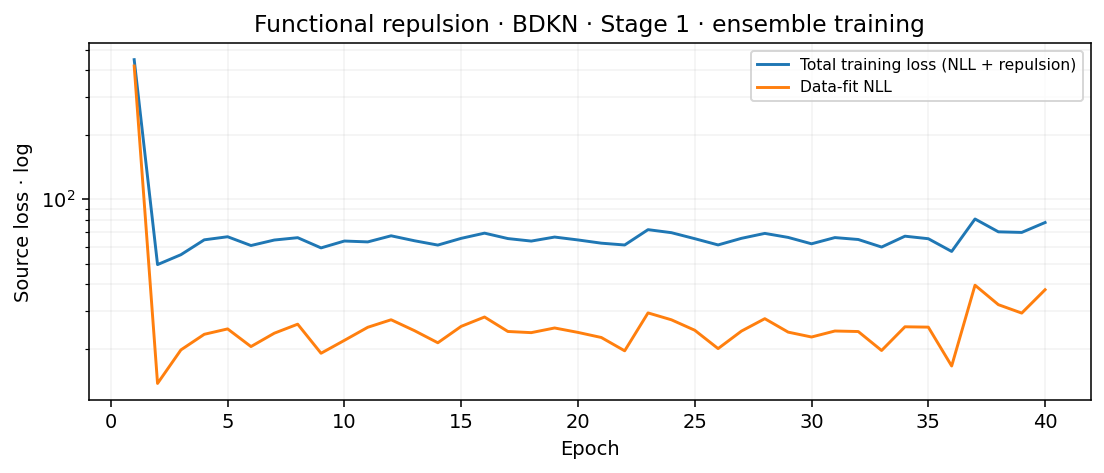 Functional repulsion · BDKN · Stage 1 · ensemble training
Total training loss (NLL + repulsion)
Data-fit NLL
Source loss · log
10²
0 5 10 15 20 25 30 35 40
Epoch